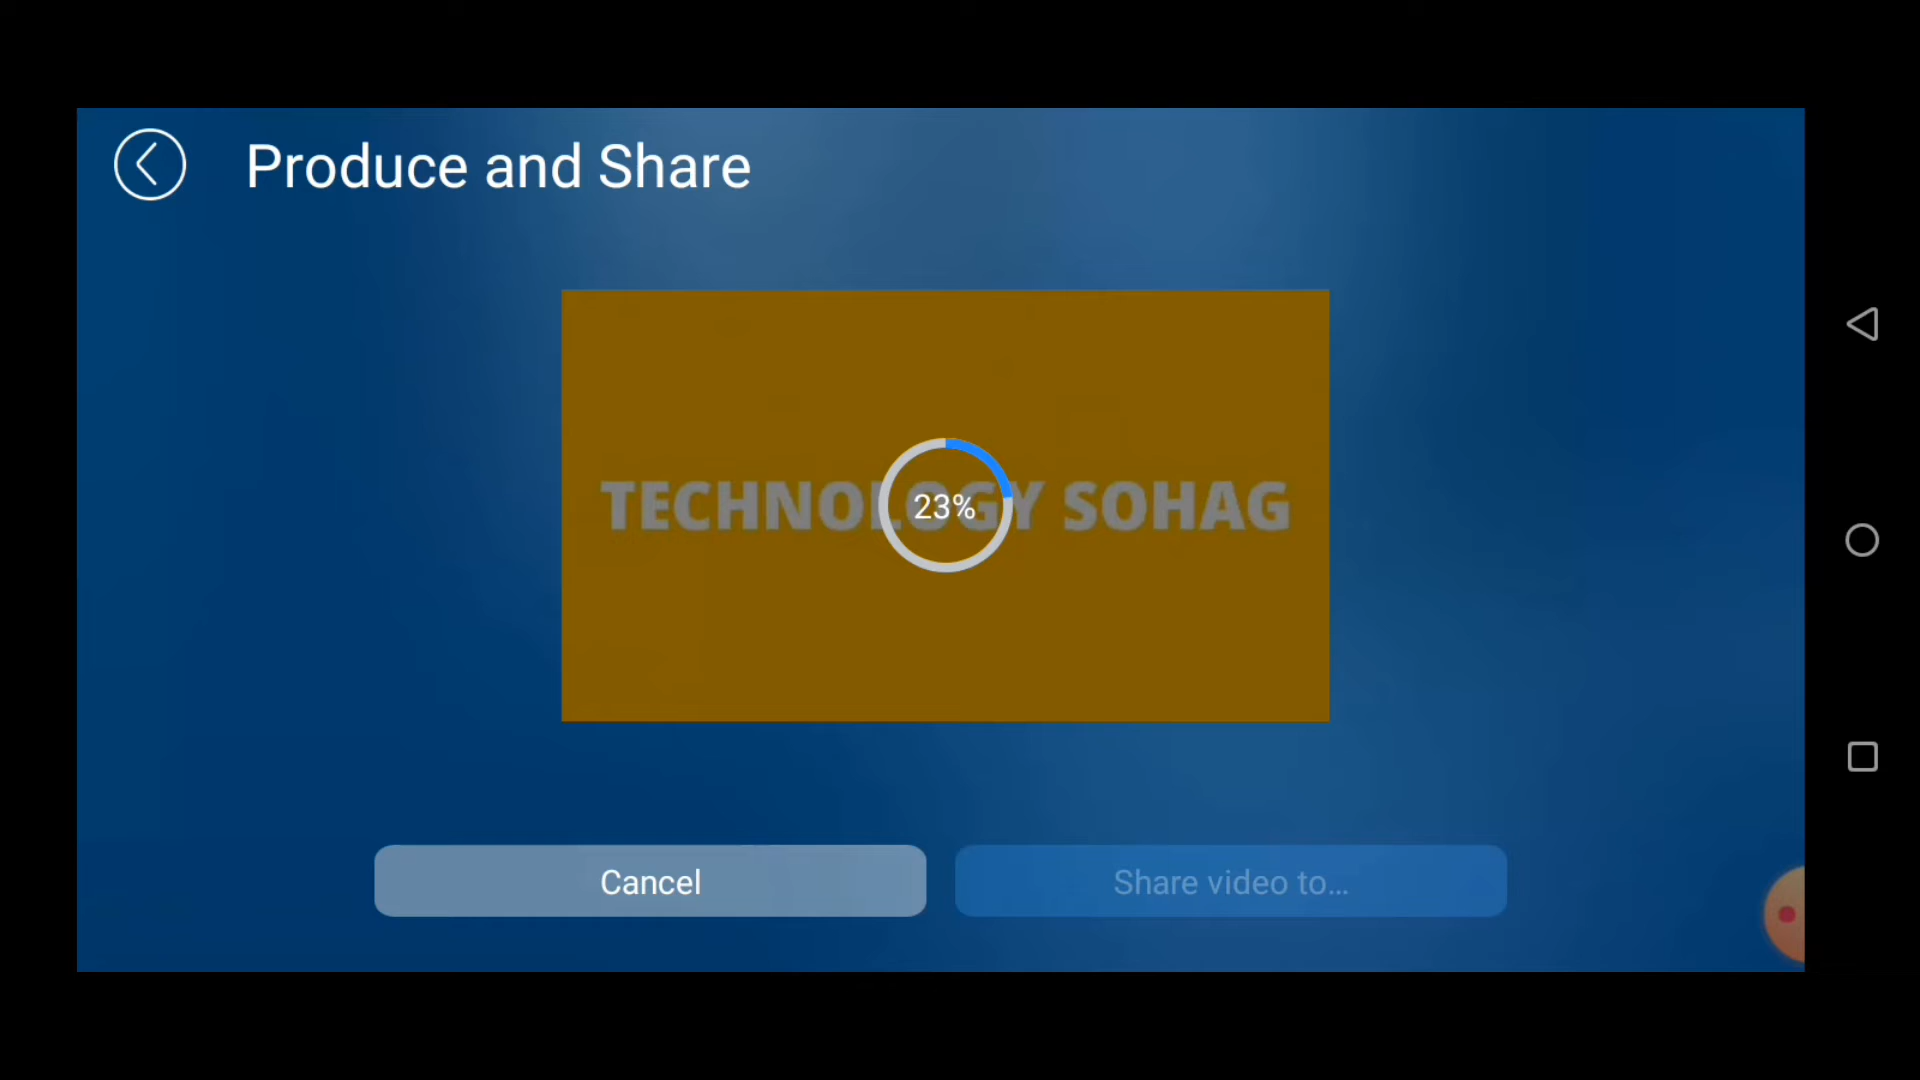 Produce and Share
TECHNOLOGY SOHAG
23%
Cancel
Share video to...